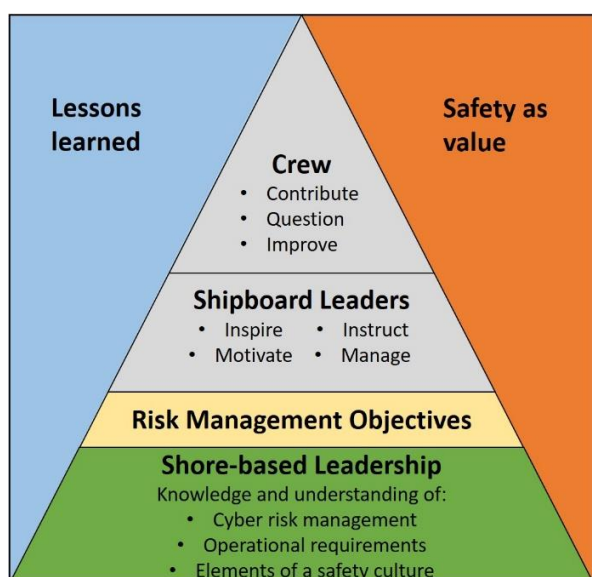 Lessons
learned
Safety as
value
Crew
• Contribute
• Question
• Improve
Shipboard Leaders
• Inspire • Instruct
• Motivate • Manage
Risk Management Objectives
Shore-based Leadership
Knowledge and understanding of:
• Cyber risk management
• Operational requirements
• Elements of a safety culture